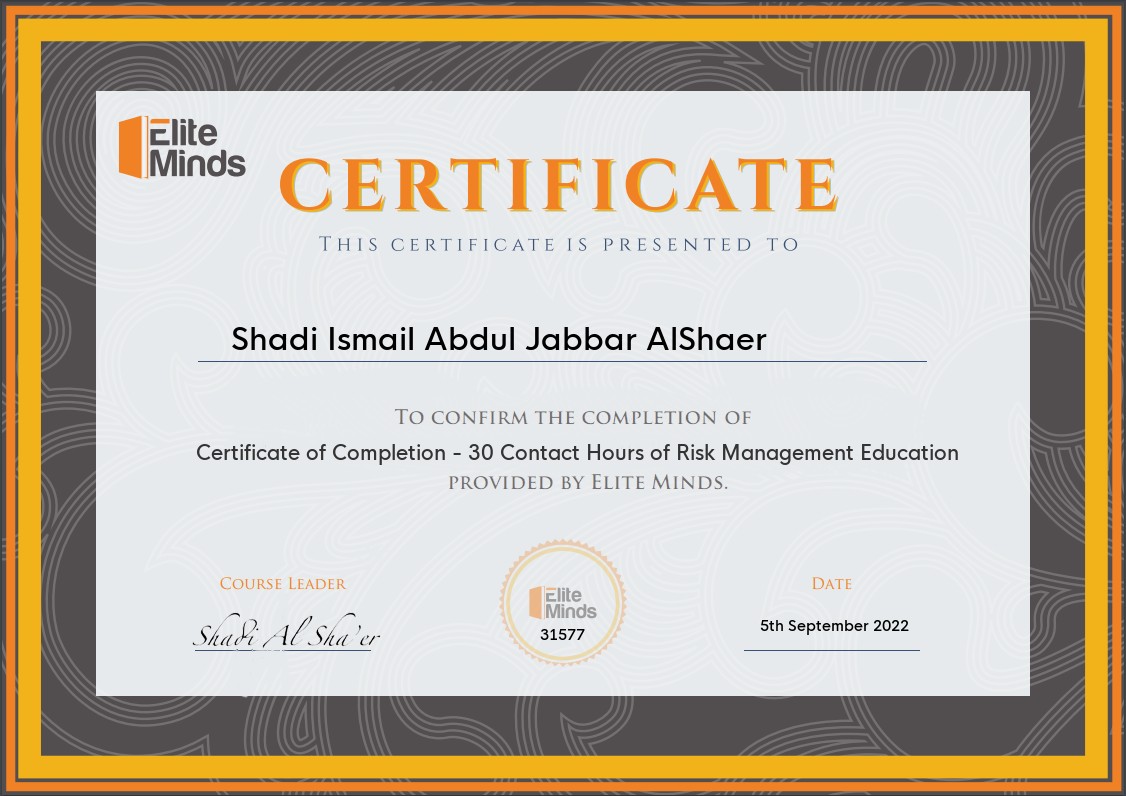 Elite
Minds
CERTIFICATE
THIS CERTIFICATE IS PRESENTED TO
Shadi Ismail Abdul Jabbar AlShaer
TO CONFIRM THE COMPLETION OF
Certificate of Completion - 30 Contact Hours of Risk Management Education
PROVIDED BY ELITE MINDS.
COURSE LEADER
Shadi Al Sha'er
Elite
Minds
31577
DATE
5th September 2022